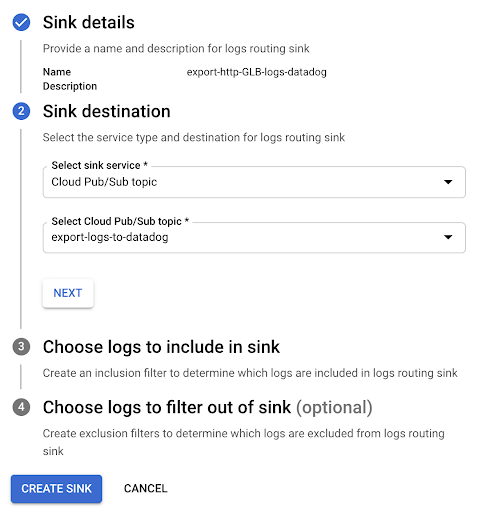 Sink details
Provide a name and description for logs routing sink
Name export-http-GLB-logs-datadog
Description
2 Sink destination
Select the service type and destination for logs routing sink
Select sink service *
Cloud Pub/Sub topic
Select Cloud Pub/Sub topic *
export-logs-to-datadog
NEXT
3 Choose logs to include in sink
Create an inclusion filter to determine which logs are included in logs routing sink
4 Choose logs to filter out of sink (optional)
Create exclusion filters to determine which logs are excluded from logs routing
sink
CREATE SINK CANCEL